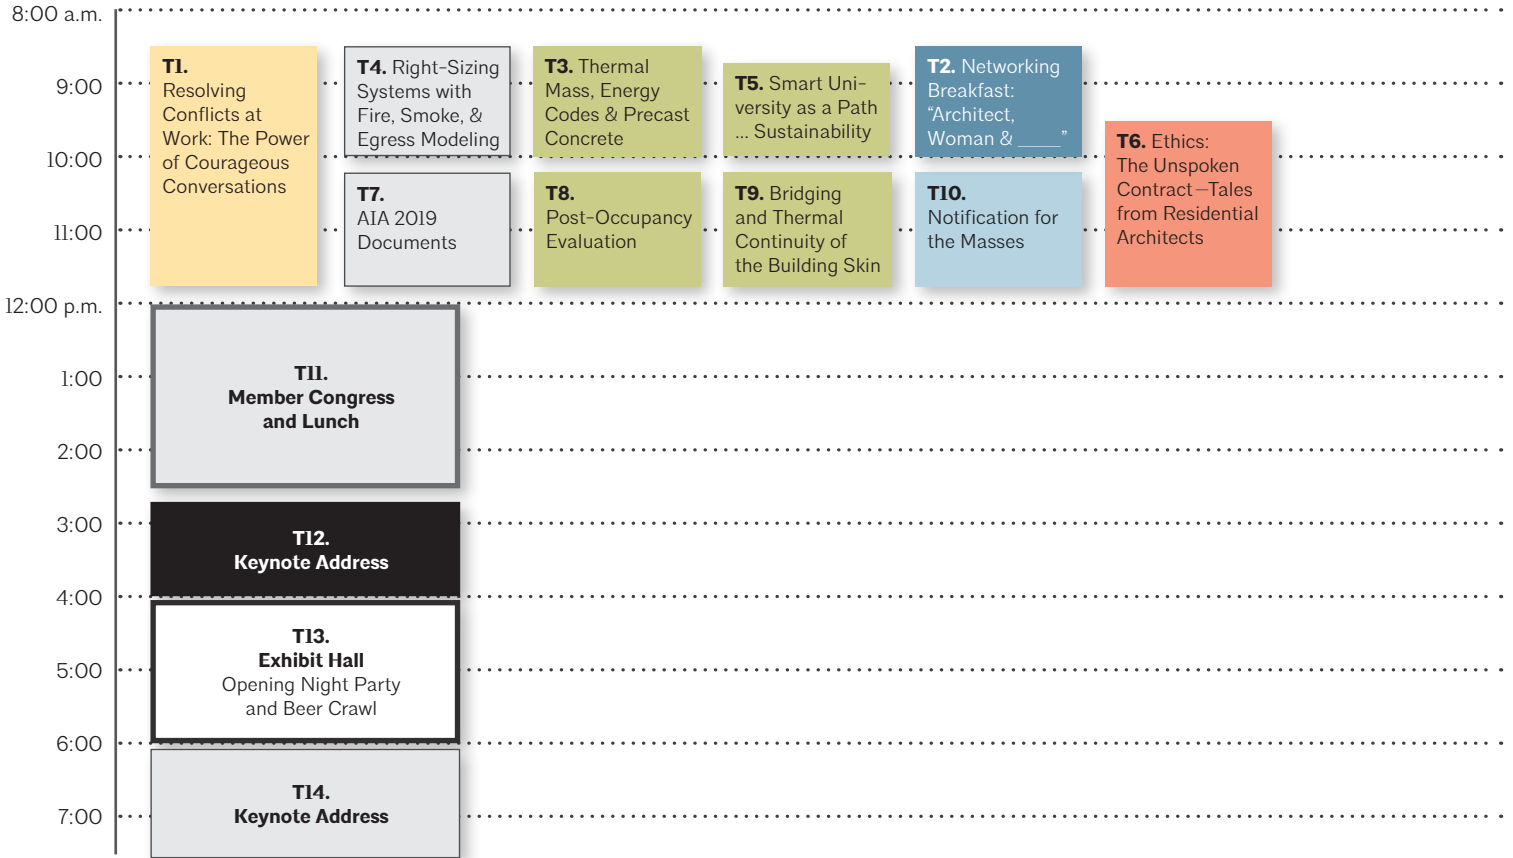 8:00 a.m.
9:00
10:00
11:00
12:00 p.m.
1:00
2:00
3:00
4:00
5:00
6:00
7:00
T1.
Resolving
Conflicts at
Work: The Power
of Courageous
Conversations
T4. Right-Sizing
Systems with
Fire, Smoke, &
Egress Modeling
T3. Thermal
Mass, Energy
Codes & Precast
Concrete
T5. Smart Uni-
versity as a Path
... Sustainability
T2. Networking
Breakfast:
“Architect,
Woman & ____”
T6. Ethics:
The Unspoken
Contract—Tales
from Residential
Architects
T7.
AIA 2019
Documents
T8.
Post-Occupancy
Evaluation
T9. Bridging
and Thermal
Continuity of
the Building Skin
T10.
Notification for
the Masses
T11.
Member Congress
and Lunch
T12.
Keynote Address
T13.
Exhibit Hall
Opening Night Party
and Beer Crawl
T14.
Keynote Address